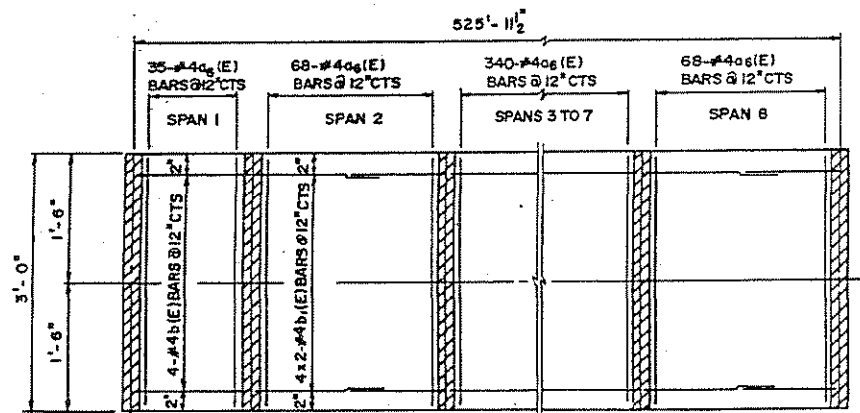 525'-11½"
35-#4a6(E)
BARS @ 12"CTS
68-#4a6(E)
BARS @ 12"CTS
340-#4a6(E)
BARS @ 12"CTS
68-#4a6(E)
BARS @ 12"CTS
SPAN 1
SPAN 2
SPANS 3 TO 7
SPAN 8
3'-0"
1'-6"
1'-6"
2"
4-#4b(E)BARS @ 12"CTS
2"
2"
4x2-#4b1(E)BARS @ 12"CTS
2"